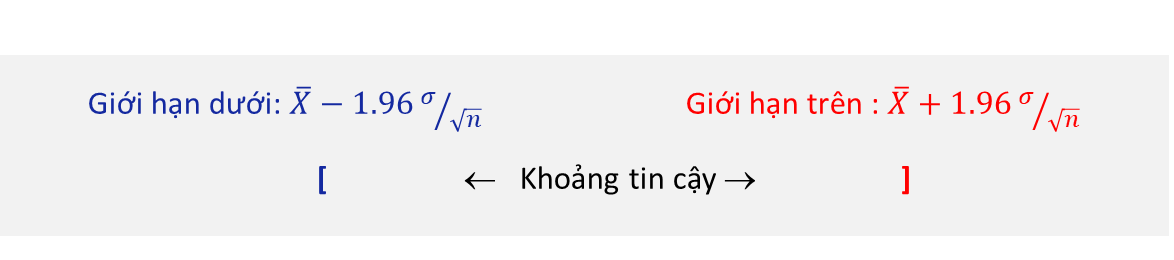 Giới hạn dưới: X̄ − 1.96 σ/√n Giới hạn trên : X̄ + 1.96 σ/√n
[ ← Khoảng tin cậy → ]